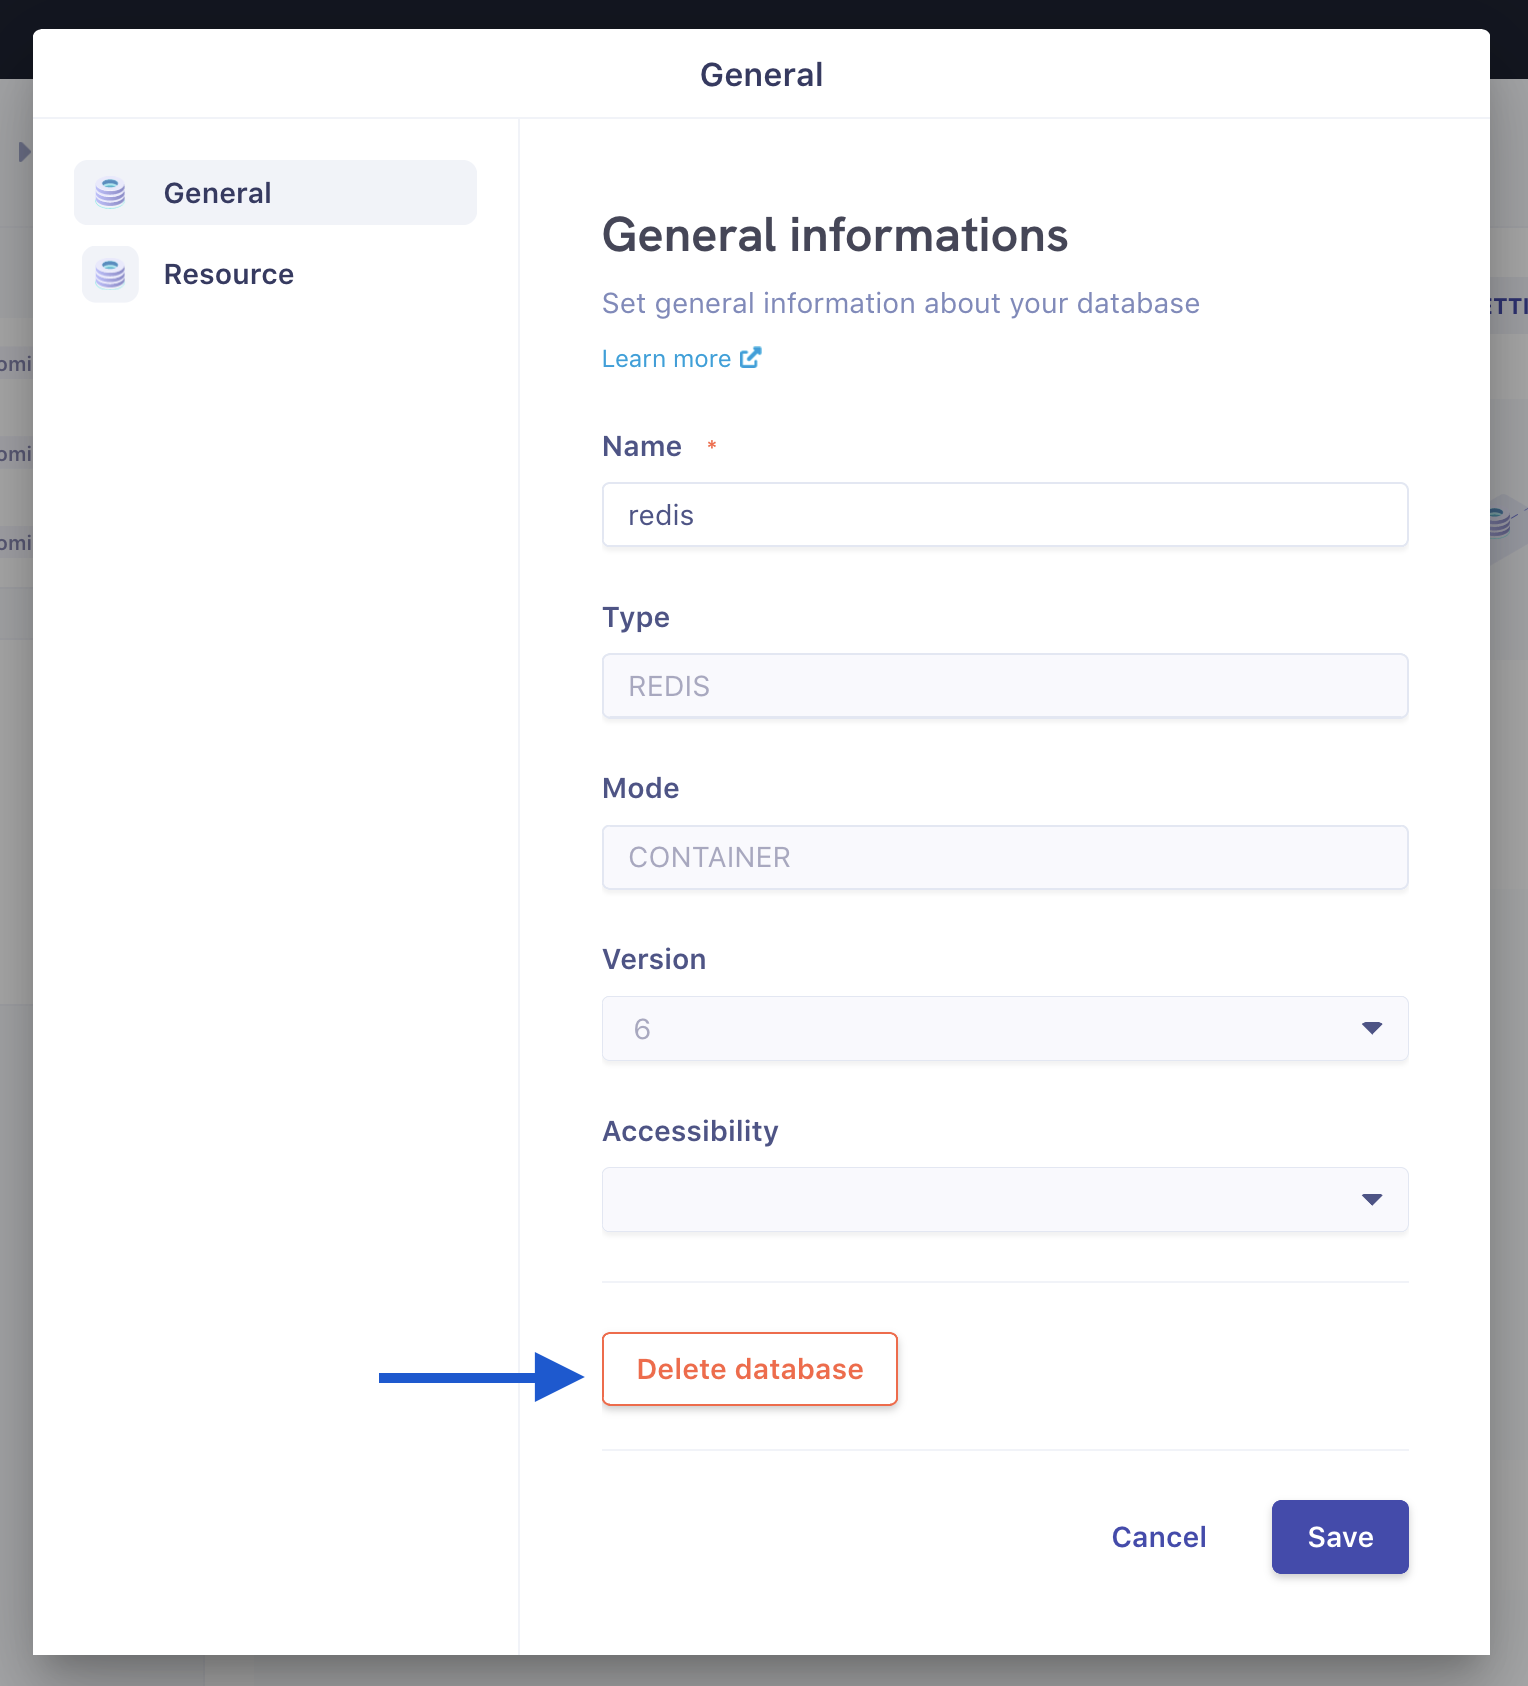 General
General
Resource
General informations
Set general information about your database
Learn more
Name *
redis
Type
REDIS
Mode
CONTAINER
Version
6
Accessibility
Delete database
Cancel
Save